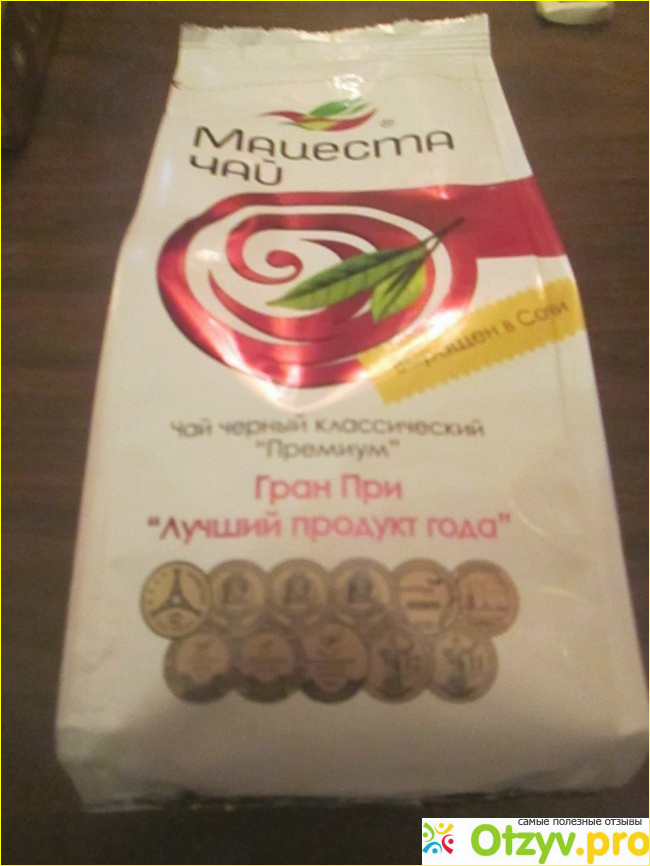 Мацеста
®
чай
выращен в Сочи
Чай черный классический
"Премиум"
Гран При
"Лучший продукт года"
самые полезные отзывы
Otzyv.pro